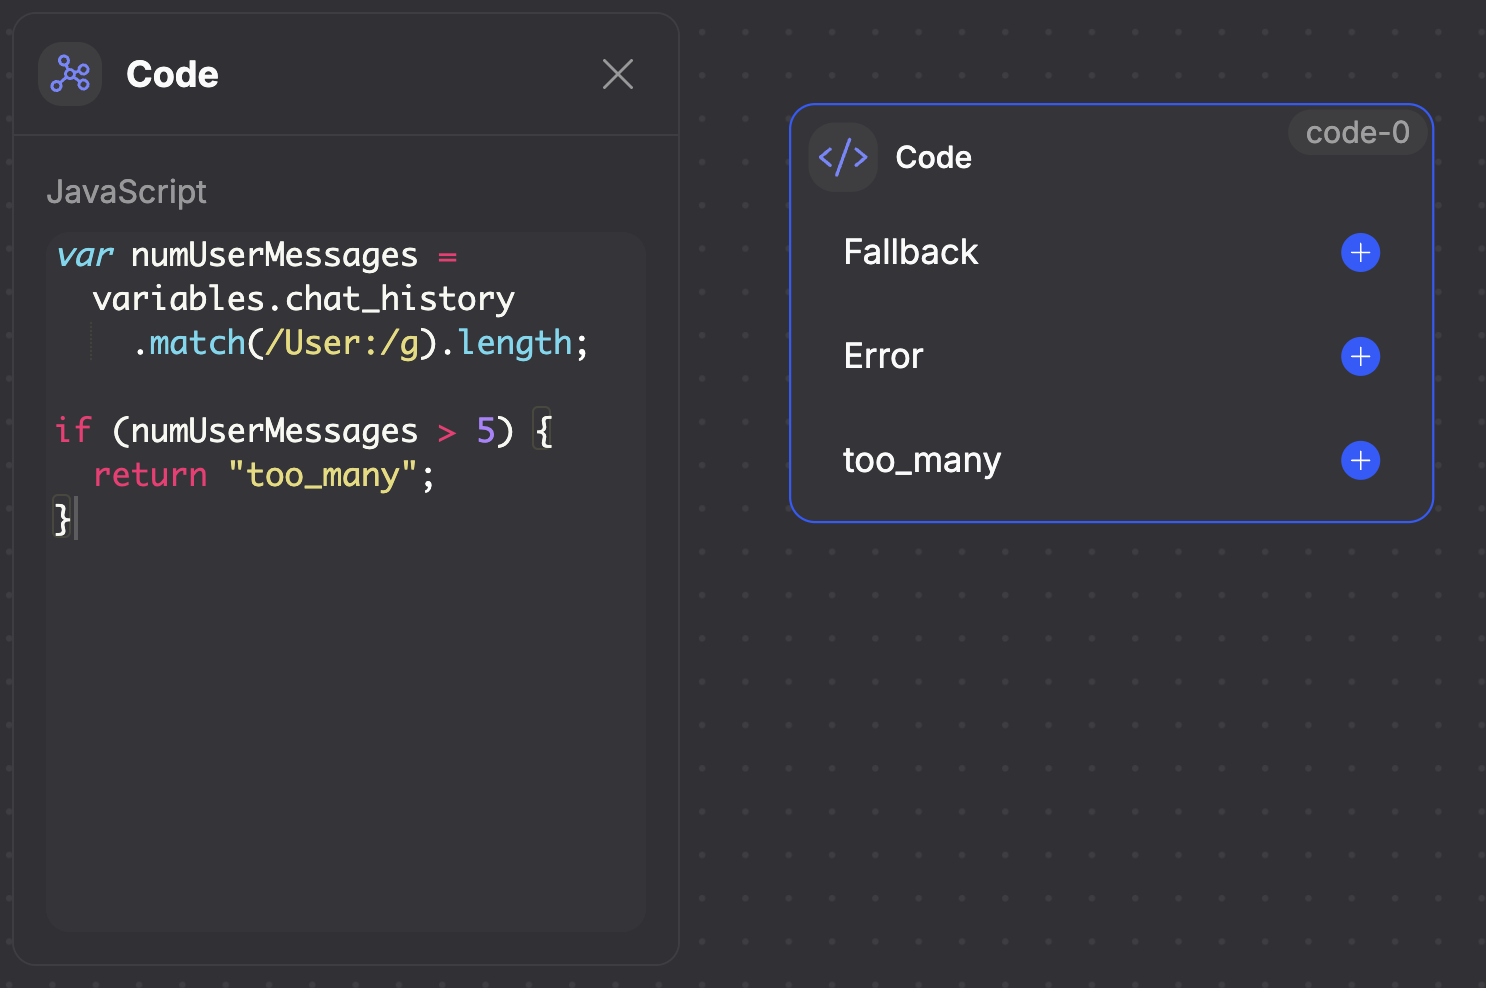 Code
JavaScript
var numUserMessages =
  variables.chat_history
    .match(/User:/g).length;

if (numUserMessages > 5) {
  return "too_many";
}
code-0
</> Code
Fallback
Error
too_many